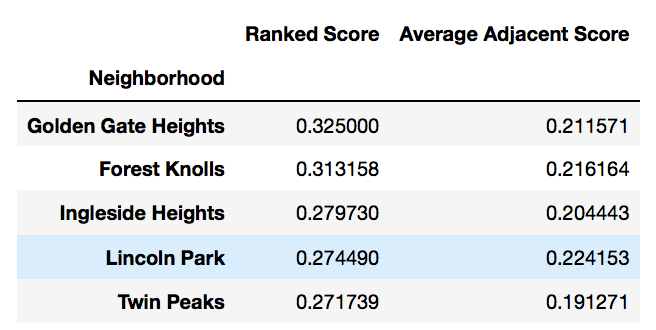 Ranked Score Average Adjacent Score
Neighborhood
Golden Gate Heights 0.325000 0.211571
Forest Knolls 0.313158 0.216164
Ingleside Heights 0.279730 0.204443
Lincoln Park 0.274490 0.224153
Twin Peaks 0.271739 0.191271